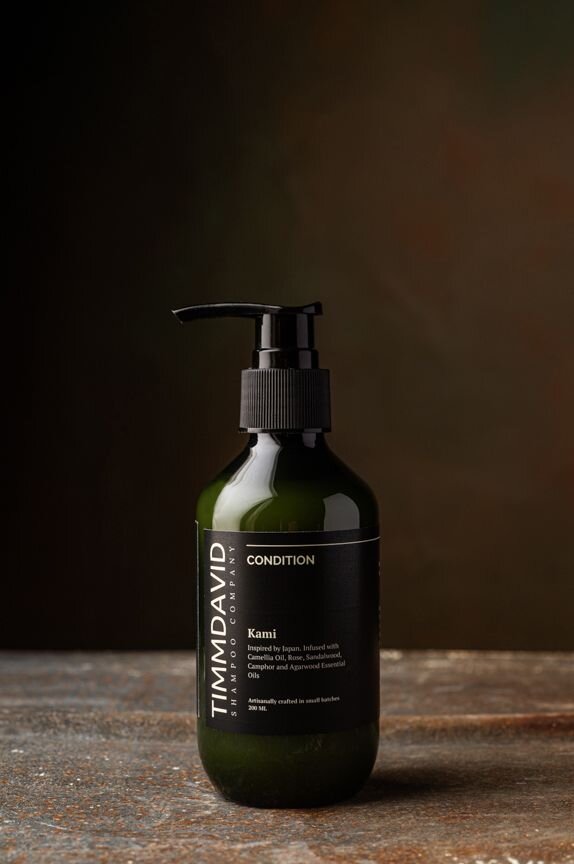 TIMMDAVID
SHAMPOO COMPANY
CONDITION
Kami
Inspired by Japan. Infused with
Camellia Oil, Rose, Sandalwood,
Camphor and Agarwood Essential
Oils
Artisanally crafted in small batches
200 ML